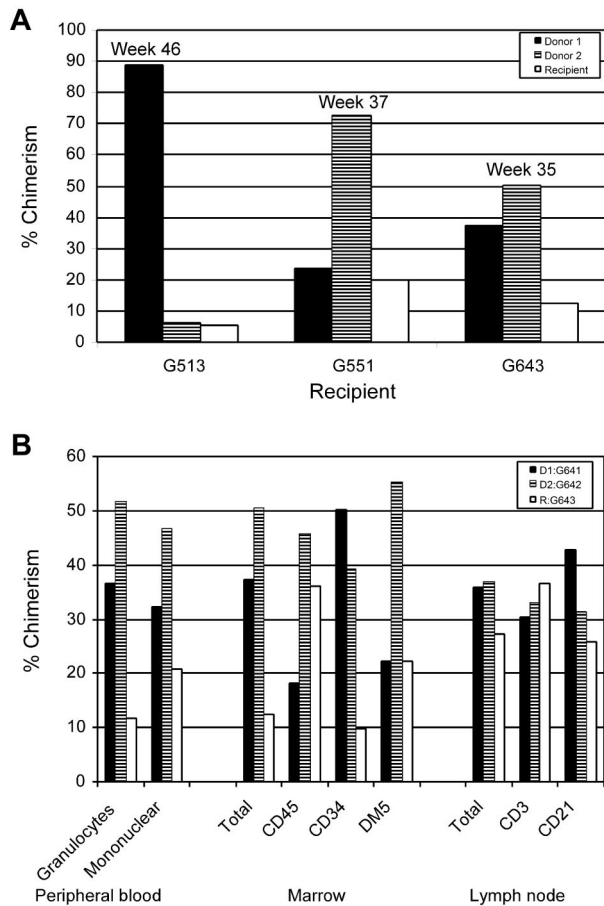 A
% Chimerism
100
90
80
70
60
50
40
30
20
10
0
Week 46
Week 37
Week 35
Donor 1
Donor 2
Recipient
G513
G551
G643
Recipient
B
% Chimerism
60
50
40
30
20
10
0
D1:G641
D2:G642
R:G643
Granulocytes
Mononuclear
Total
CD45
CD34
DM5
Total
CD3
CD21
Peripheral blood
Marrow
Lymph node